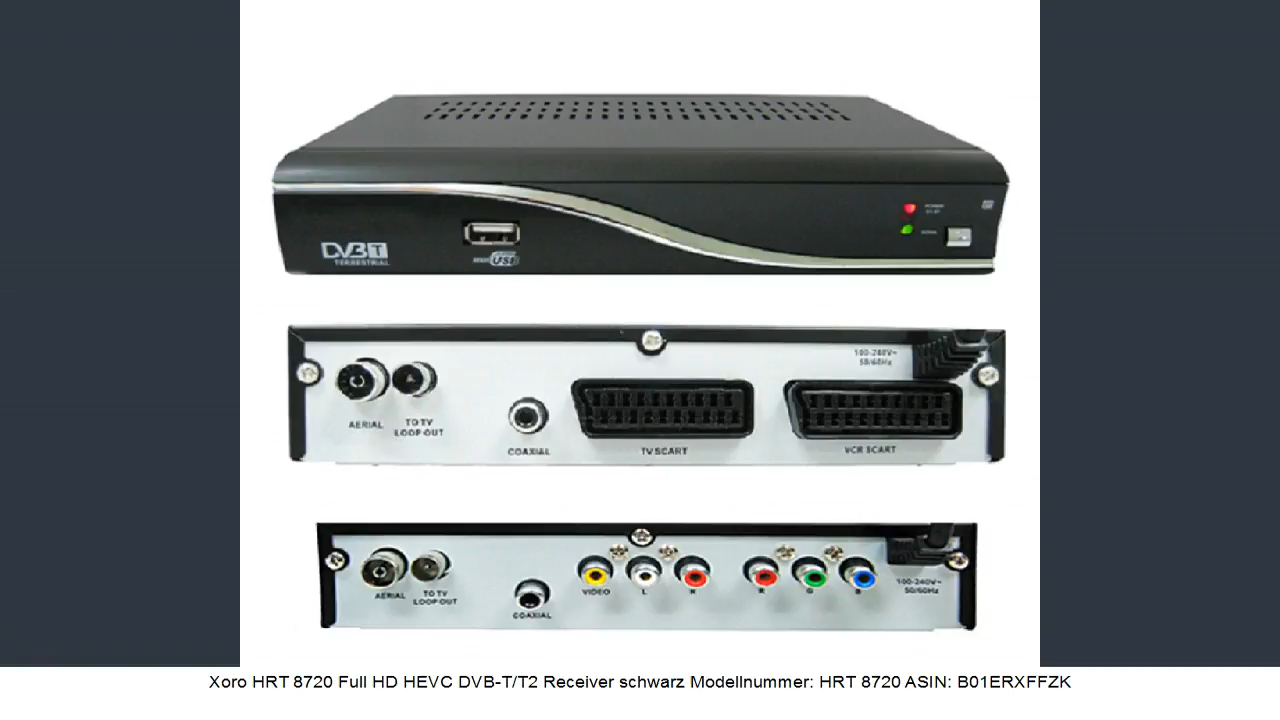 DVB T
TERRESTRIAL
USB
100-240V~
50/60Hz
AERIAL
TO TV
LOOP OUT
COAXIAL
TV SCART
VCR SCART
AERIAL
TO TV
LOOP OUT
COAXIAL
VIDEO
L
R
R
G
B
100-240V~
50/60Hz
Xoro HRT 8720 Full HD HEVC DVB-T/T2 Receiver schwarz Modellnummer: HRT 8720 ASIN: B01ERXFFZK